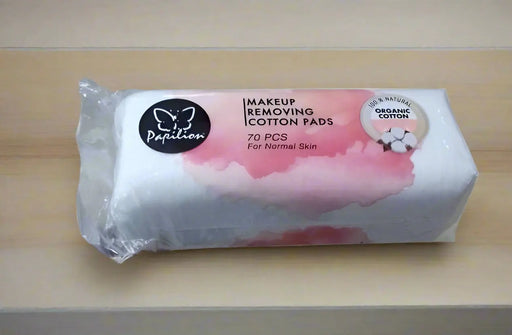 Papilion
MAKEUP
REMOVING
COTTON PADS
70 PCS
For Normal Skin
100% NATURAL
ORGANIC
COTTON